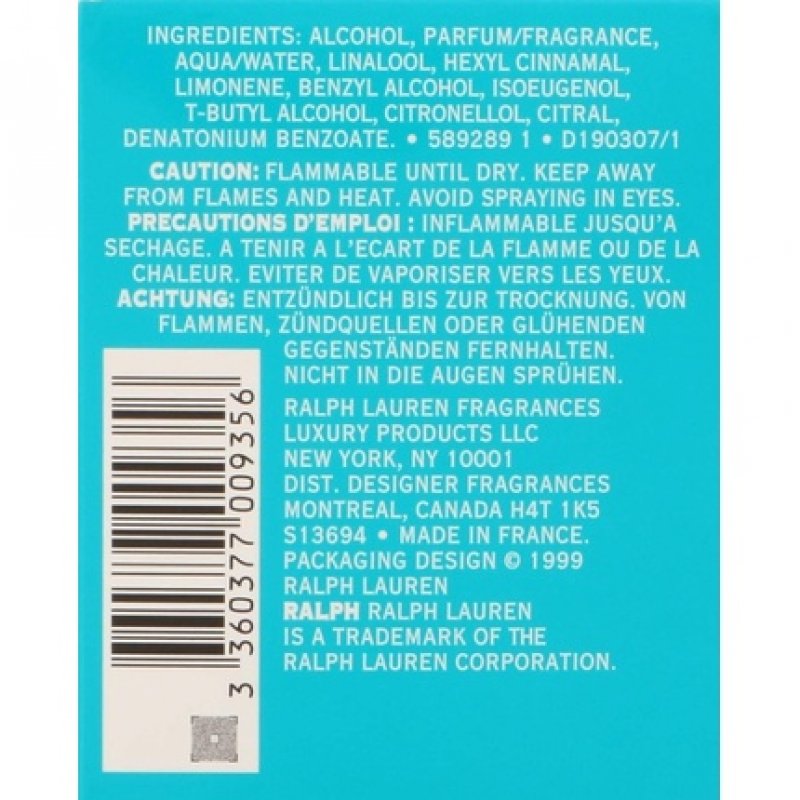 INGREDIENTS: ALCOHOL, PARFUM/FRAGRANCE,
AQUA/WATER, LINALOOL, HEXYL CINNAMAL,
LIMONENE, BENZYL ALCOHOL, ISOEUGENOL,
T-BUTYL ALCOHOL, CITRONELLOL, CITRAL,
DENATONIUM BENZOATE. • 589289 1 • D190307/1
CAUTION: FLAMMABLE UNTIL DRY. KEEP AWAY
FROM FLAMES AND HEAT. AVOID SPRAYING IN EYES.
PRECAUTIONS D'EMPLOI : INFLAMMABLE JUSQU'A
SECHAGE. A TENIR A L'ECART DE LA FLAMME OU DE LA
CHALEUR. EVITER DE VAPORISER VERS LES YEUX.
ACHTUNG: ENTZÜNDLICH BIS ZUR TROCKNUNG. VON
FLAMMEN, ZÜNDQUELLEN ODER GLÜHENDEN
GEGENSTÄNDEN FERNHALTEN.
NICHT IN DIE AUGEN SPRÜHEN.
RALPH LAUREN FRAGRANCES
LUXURY PRODUCTS LLC
NEW YORK, NY 10001
DIST. DESIGNER FRAGRANCES
MONTREAL, CANADA H4T 1K5
S13694 • MADE IN FRANCE.
PACKAGING DESIGN © 1999
RALPH LAUREN
RALPH RALPH LAUREN
IS A TRADEMARK OF THE
RALPH LAUREN CORPORATION.
3 360377 009356